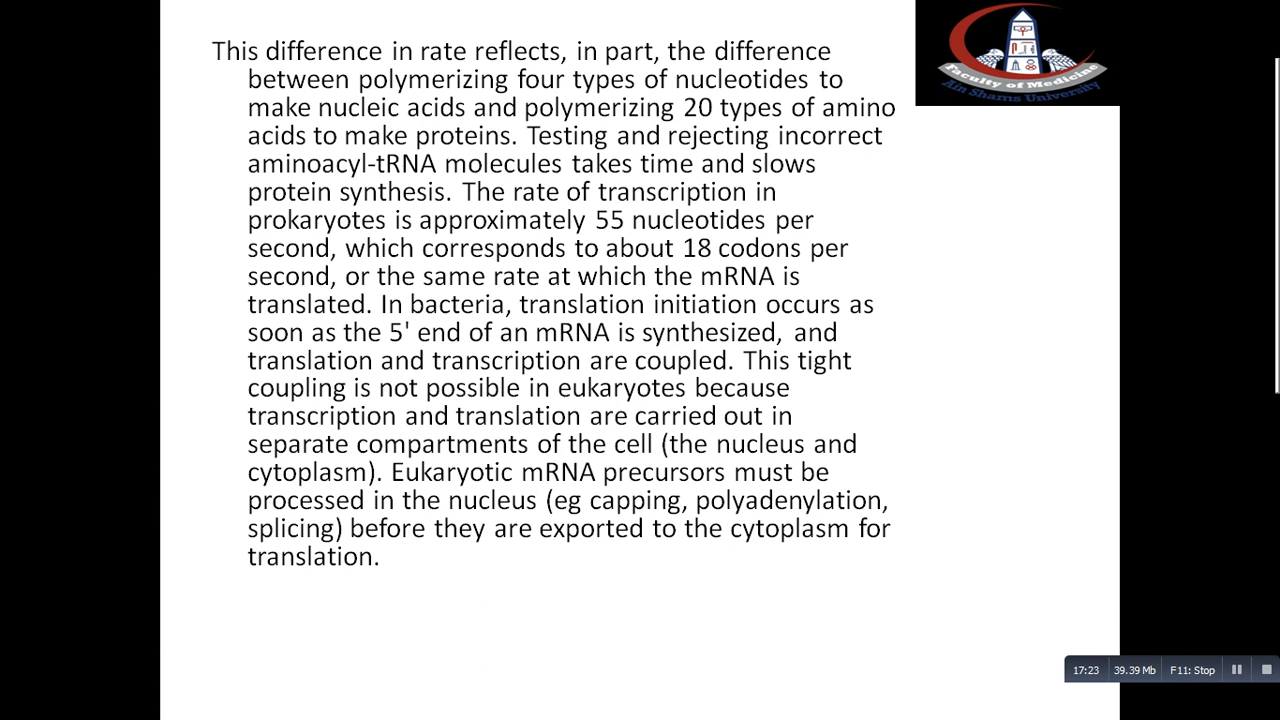 This difference in rate reflects, in part, the difference
between polymerizing four types of nucleotides to
make nucleic acids and polymerizing 20 types of amino
acids to make proteins. Testing and rejecting incorrect
aminoacyl-tRNA molecules takes time and slows
protein synthesis. The rate of transcription in
prokaryotes is approximately 55 nucleotides per
second, which corresponds to about 18 codons per
second, or the same rate at which the mRNA is
translated. In bacteria, translation initiation occurs as
soon as the 5' end of an mRNA is synthesized, and
translation and transcription are coupled. This tight
coupling is not possible in eukaryotes because
transcription and translation are carried out in
separate compartments of the cell (the nucleus and
cytoplasm). Eukaryotic mRNA precursors must be
processed in the nucleus (eg capping, polyadenylation,
splicing) before they are exported to the cytoplasm for
translation.
Faculty of Medicine
Ain Shams University
17:23 39.39 Mb F11: Stop